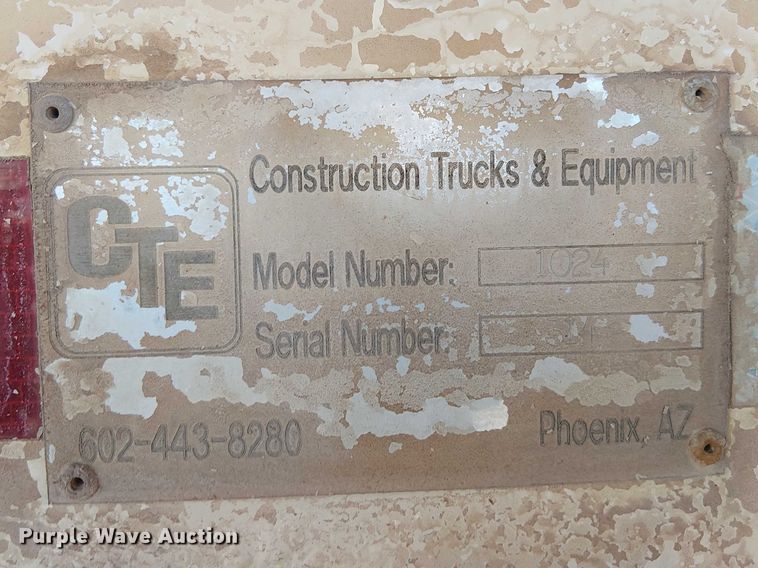 Construction Trucks & Equipment
CTE
Model Number: 1024
Serial Number:
602-443-8280
Phoenix, AZ
Purple Wave Auction